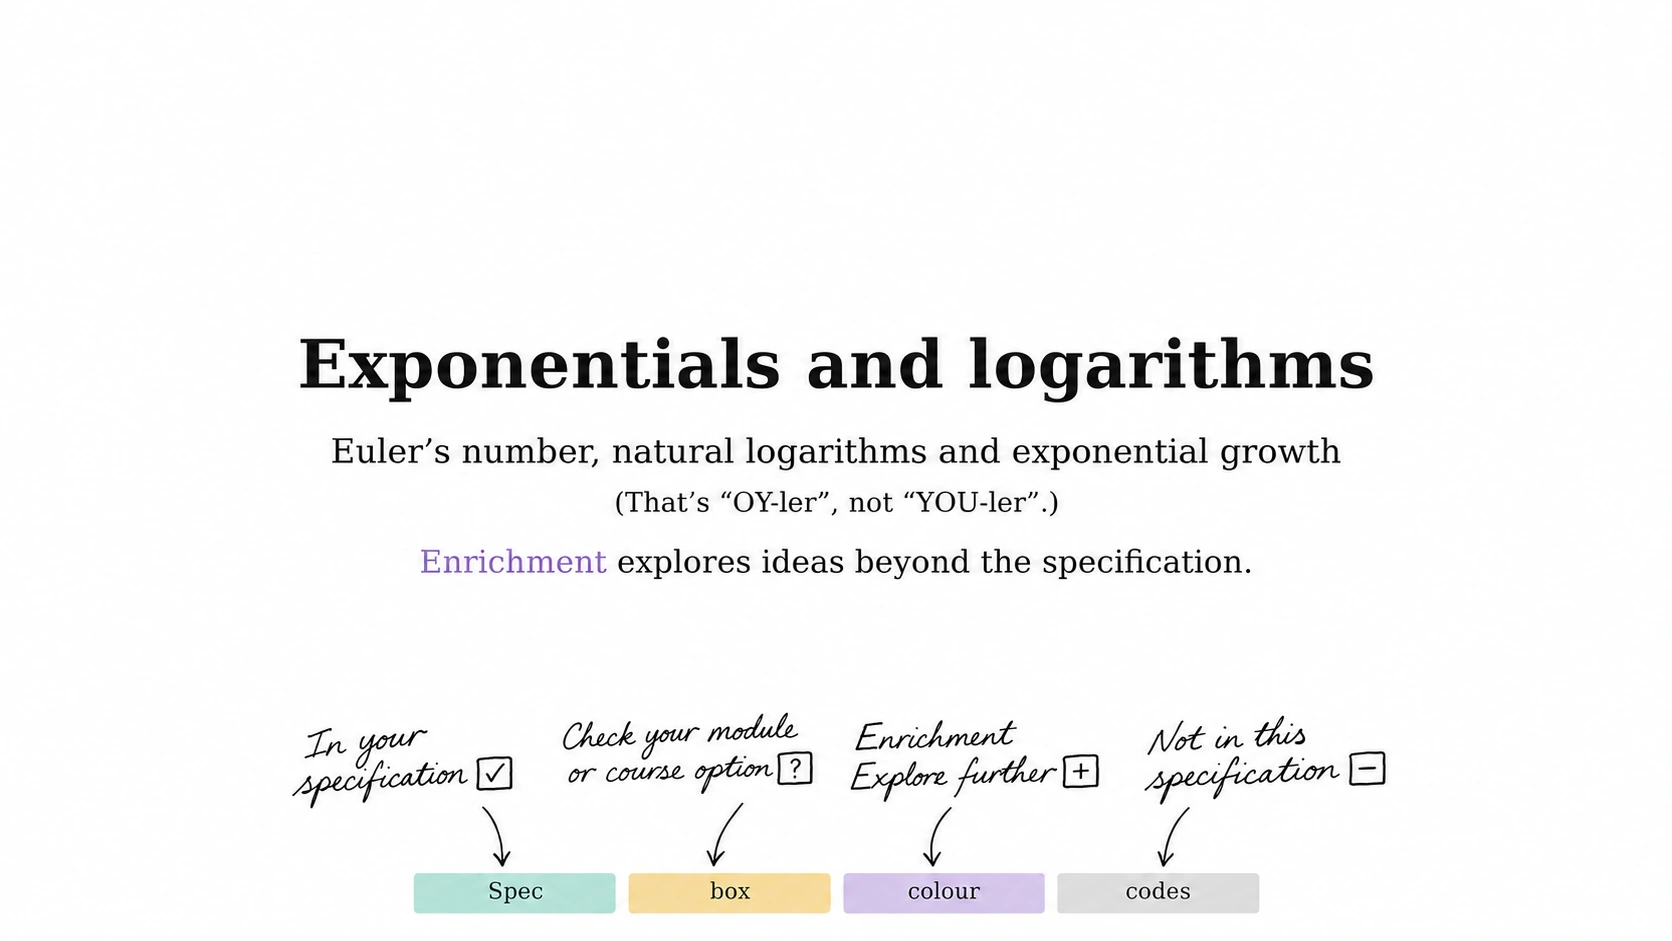 Exponentials and logarithms
Euler’s number, natural logarithms and exponential growth
(That’s “OY-ler”, not “YOU-ler”.)
Enrichment explores ideas beyond the specification.
In your
specification ✓
Check your module
or course option ?
Enrichment
Explore further +
Not in this
specification −
Spec
box
colour
codes